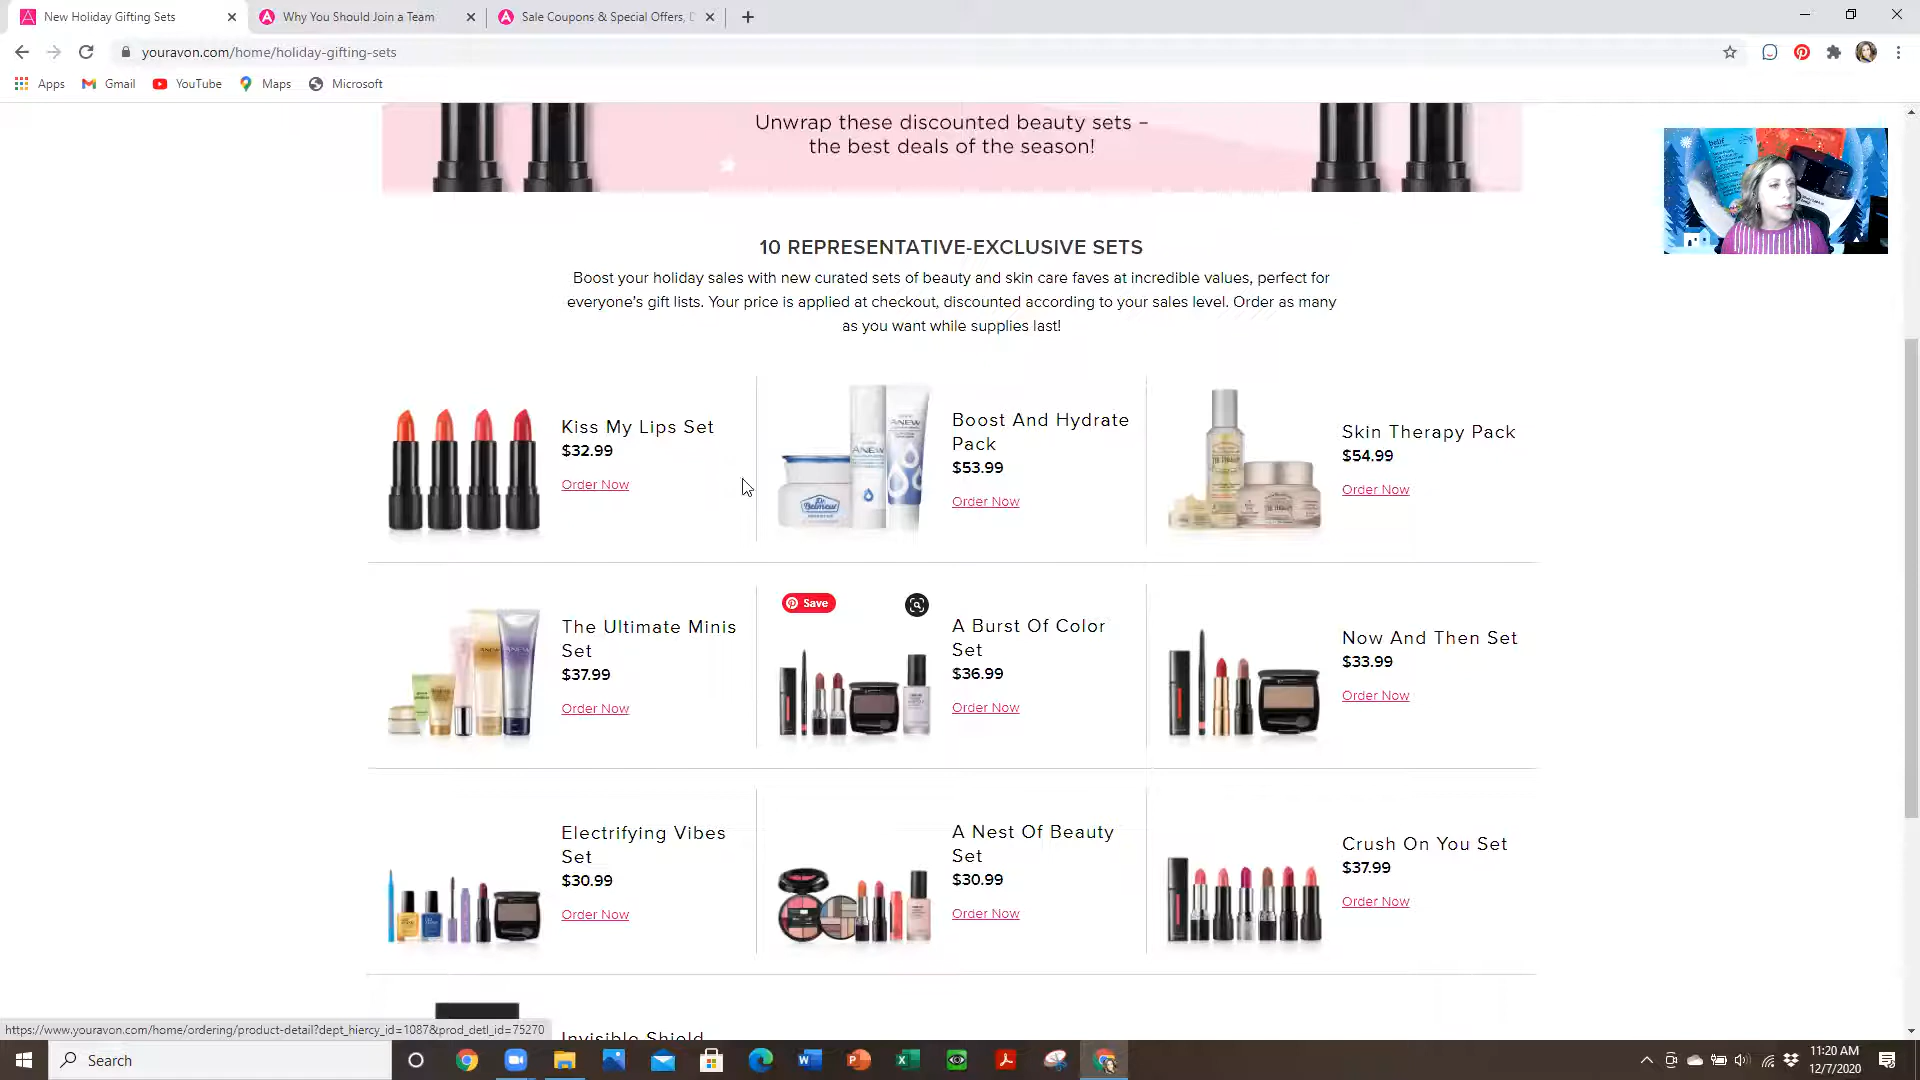 New Holiday Gifting Sets
Why You Should Join a Team
Sale Coupons & Special Offers,
youravon.com/home/holiday-gifting-sets
Apps
Gmail
YouTube
Maps
Microsoft
Unwrap these discounted beauty sets –
the best deals of the season!
10 REPRESENTATIVE-EXCLUSIVE SETS
Boost your holiday sales with new curated sets of beauty and skin care faves at incredible values, perfect for
everyone's gift lists. Your price is applied at checkout, discounted according to your sales level. Order as many
as you want while supplies last!
Kiss My Lips Set
$32.99
Order Now
Boost And Hydrate
Pack
$53.99
Order Now
Skin Therapy Pack
$54.99
Order Now
The Ultimate Minis
Set
$37.99
Order Now
Save
A Burst Of Color
Set
$36.99
Order Now
Now And Then Set
$33.99
Order Now
Electrifying Vibes
Set
$30.99
Order Now
A Nest Of Beauty
Set
$30.99
Order Now
Crush On You Set
$37.99
Order Now
Invisible Shield
https://www.youravon.com/home/ordering/product-detail?dept_hiercy_id=1087&prod_detl_id=75270
Search
11:20 AM
12/7/2020